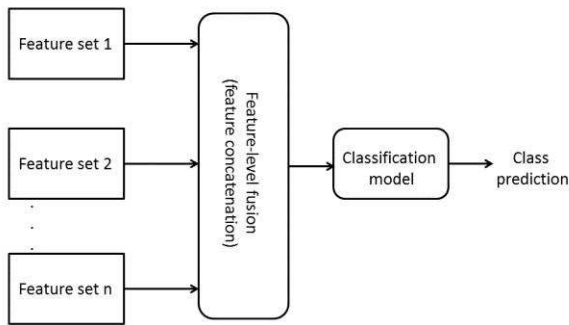 Feature set 1
Feature set 2
.
.
.
Feature set n
Feature-level fusion
(feature concatenation)
Classification
model
Class
prediction